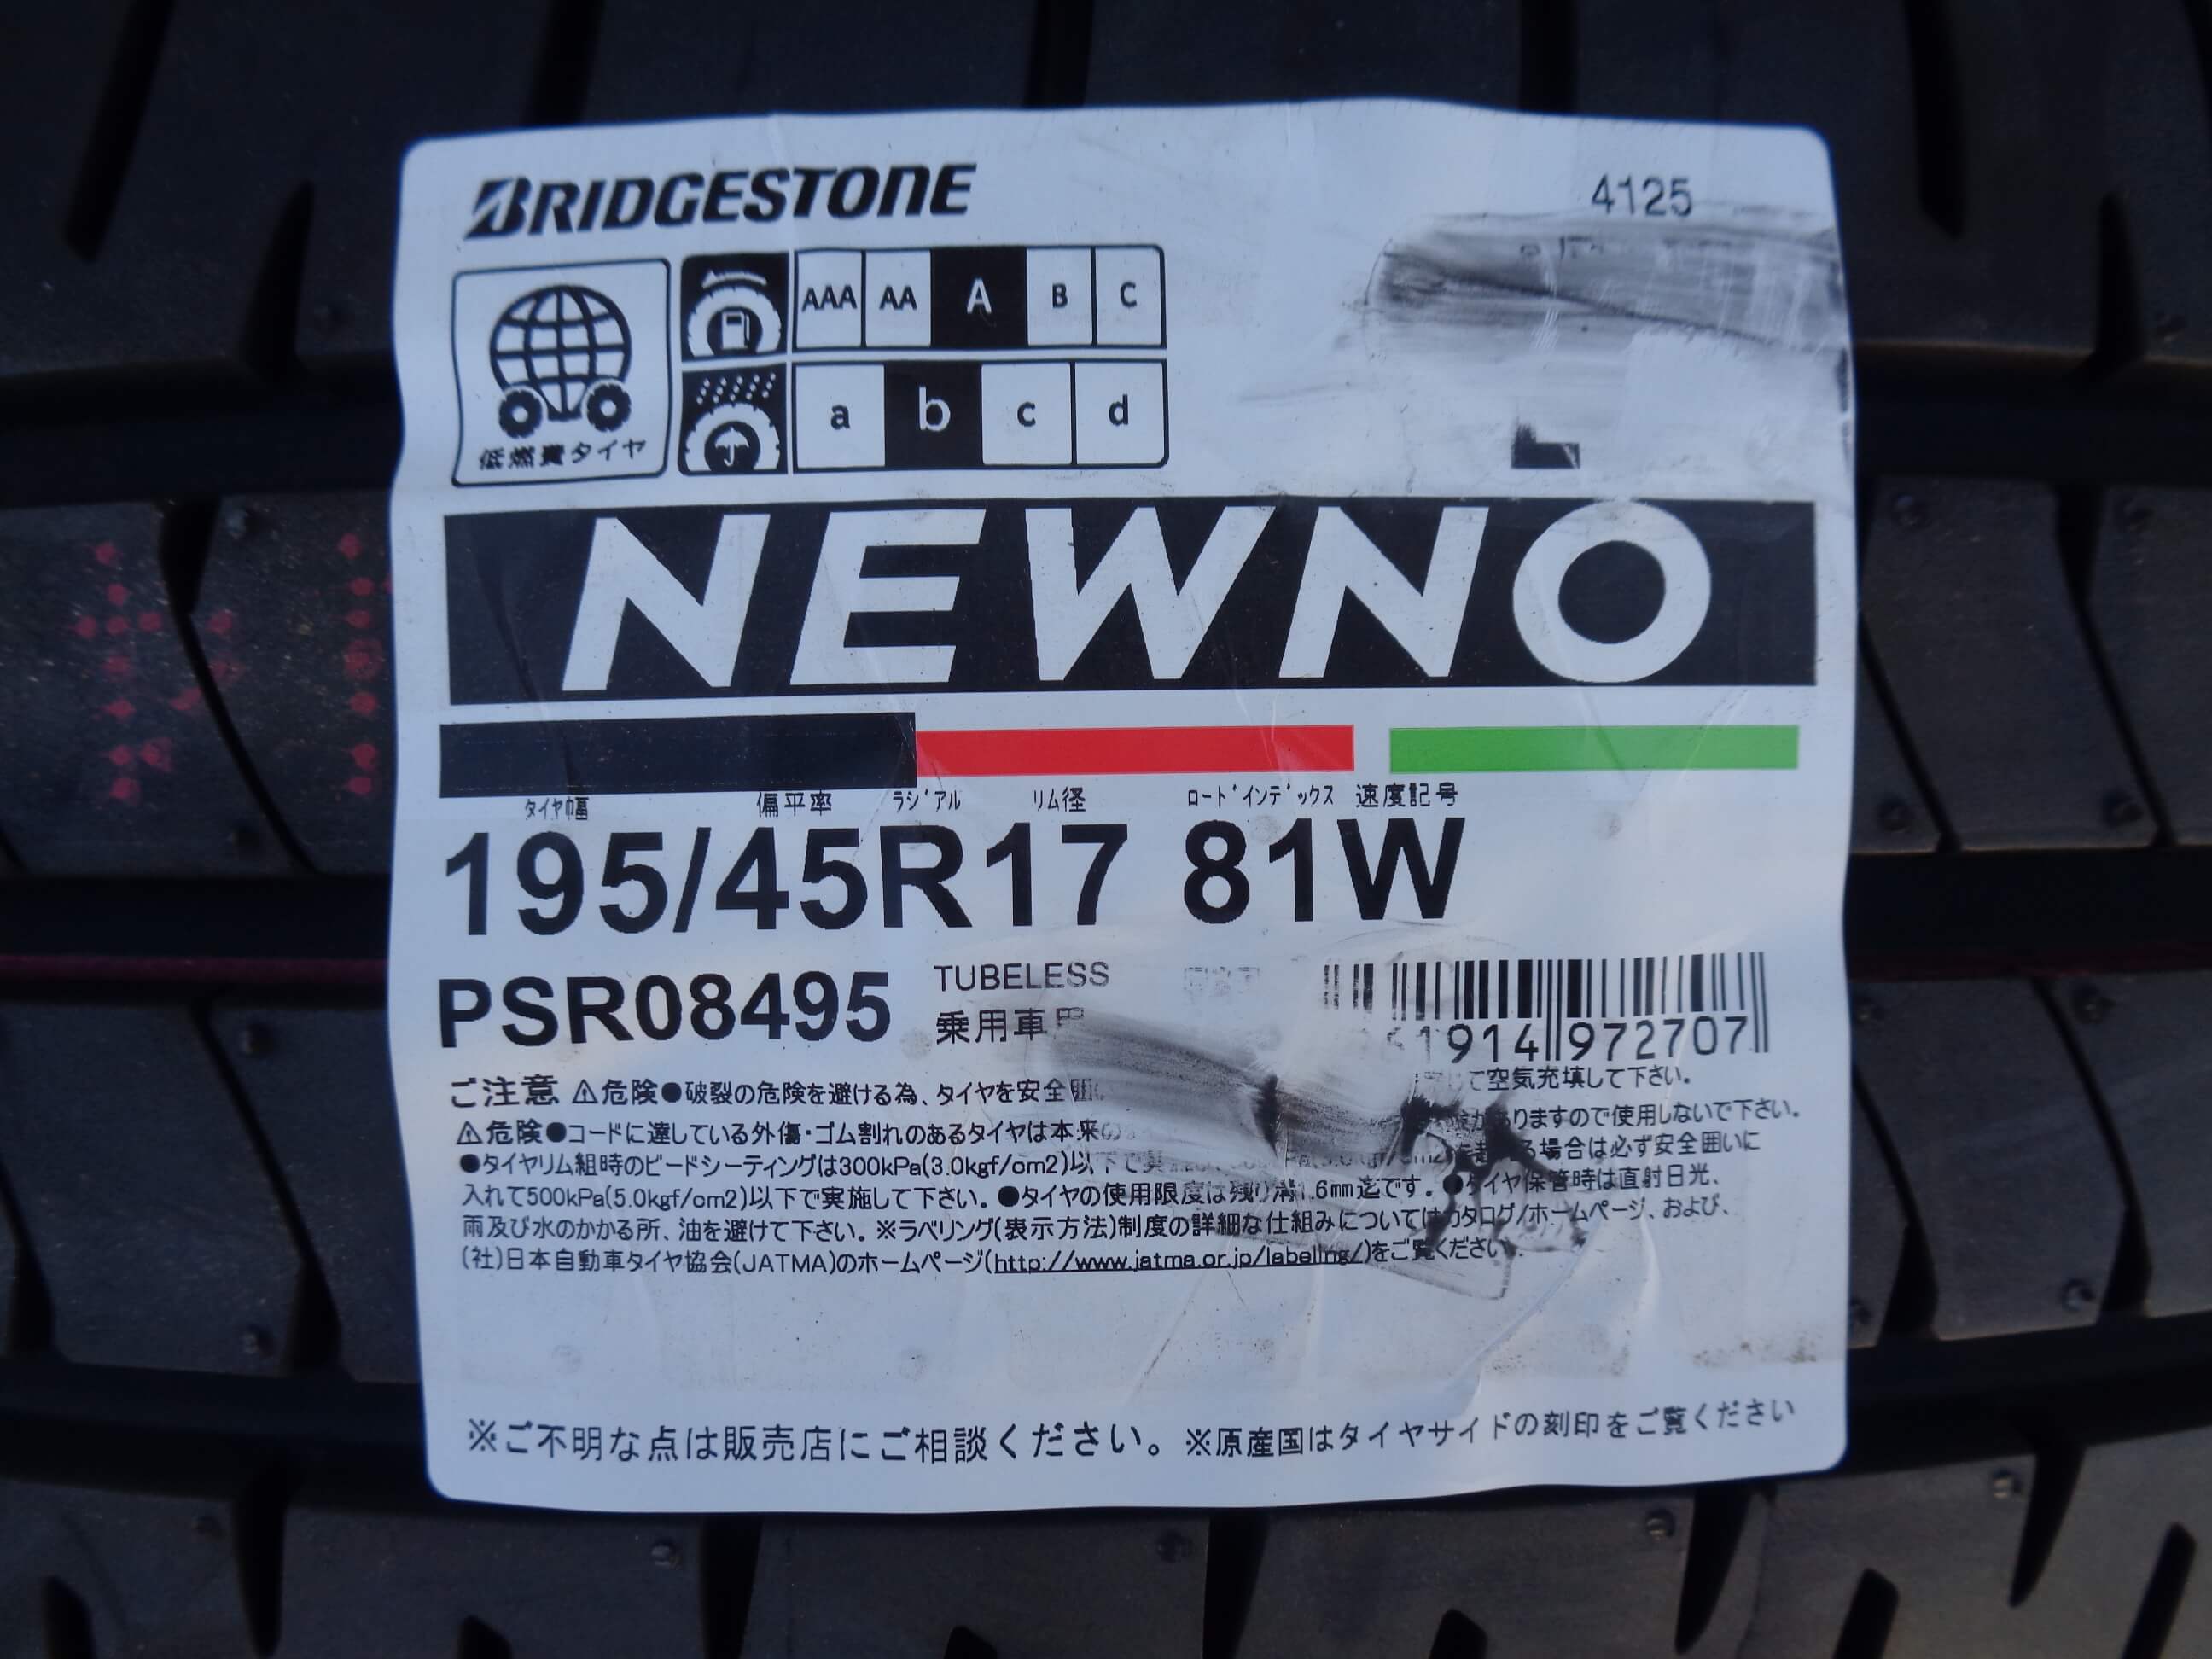 BRIDGESTONE
4125
AAA AA A B C
a b c d
低燃費タイヤ
NEWNO
タイヤ巾幅 偏平率 ラジアル リム径 ロードインデックス 速度記号
195/45R17 81W
PSR08495
TUBELESS
乗用車
1914 972707
ご注意 ⚠危険●破裂の危険を避ける為、タイヤを安全囲 て空気充填して下さい。
⚠危険●コードに達している外傷・ゴム割れのあるタイヤは本来の ありますので使用しないで下さい。
●タイヤリム組時のビードシーティングは300kPa(3.0kgf/cm2)以下で実 る場合は必ず安全囲いに
入れて500kPa(5.0kgf/cm2)以下で実施して下さい。●タイヤの使用限度は残り溝1.6mm迄です。●タイヤ保管時は直射日光、
雨及び水のかかる所、油を避けて下さい。※ラベリング(表示方法)制度の詳細な仕組みについてはカタログ/ホームページ、および、
(社)日本自動車タイヤ協会(JATMA)のホームページ(http://www.jatma.or.jp/labeling/)をご覧ください。
※ご不明な点は販売店にご相談ください。※原産国はタイヤサイドの刻印をご覧ください